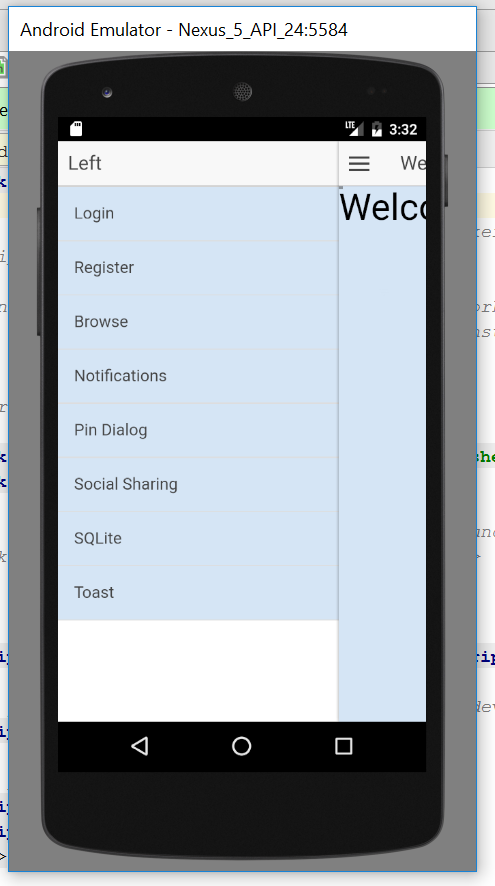 Android Emulator - Nexus_5_API_24:5584
LTE 3:32
Left
We
Login
Welco
Register
Browse
Notifications
Pin Dialog
Social Sharing
SQLite
Toast